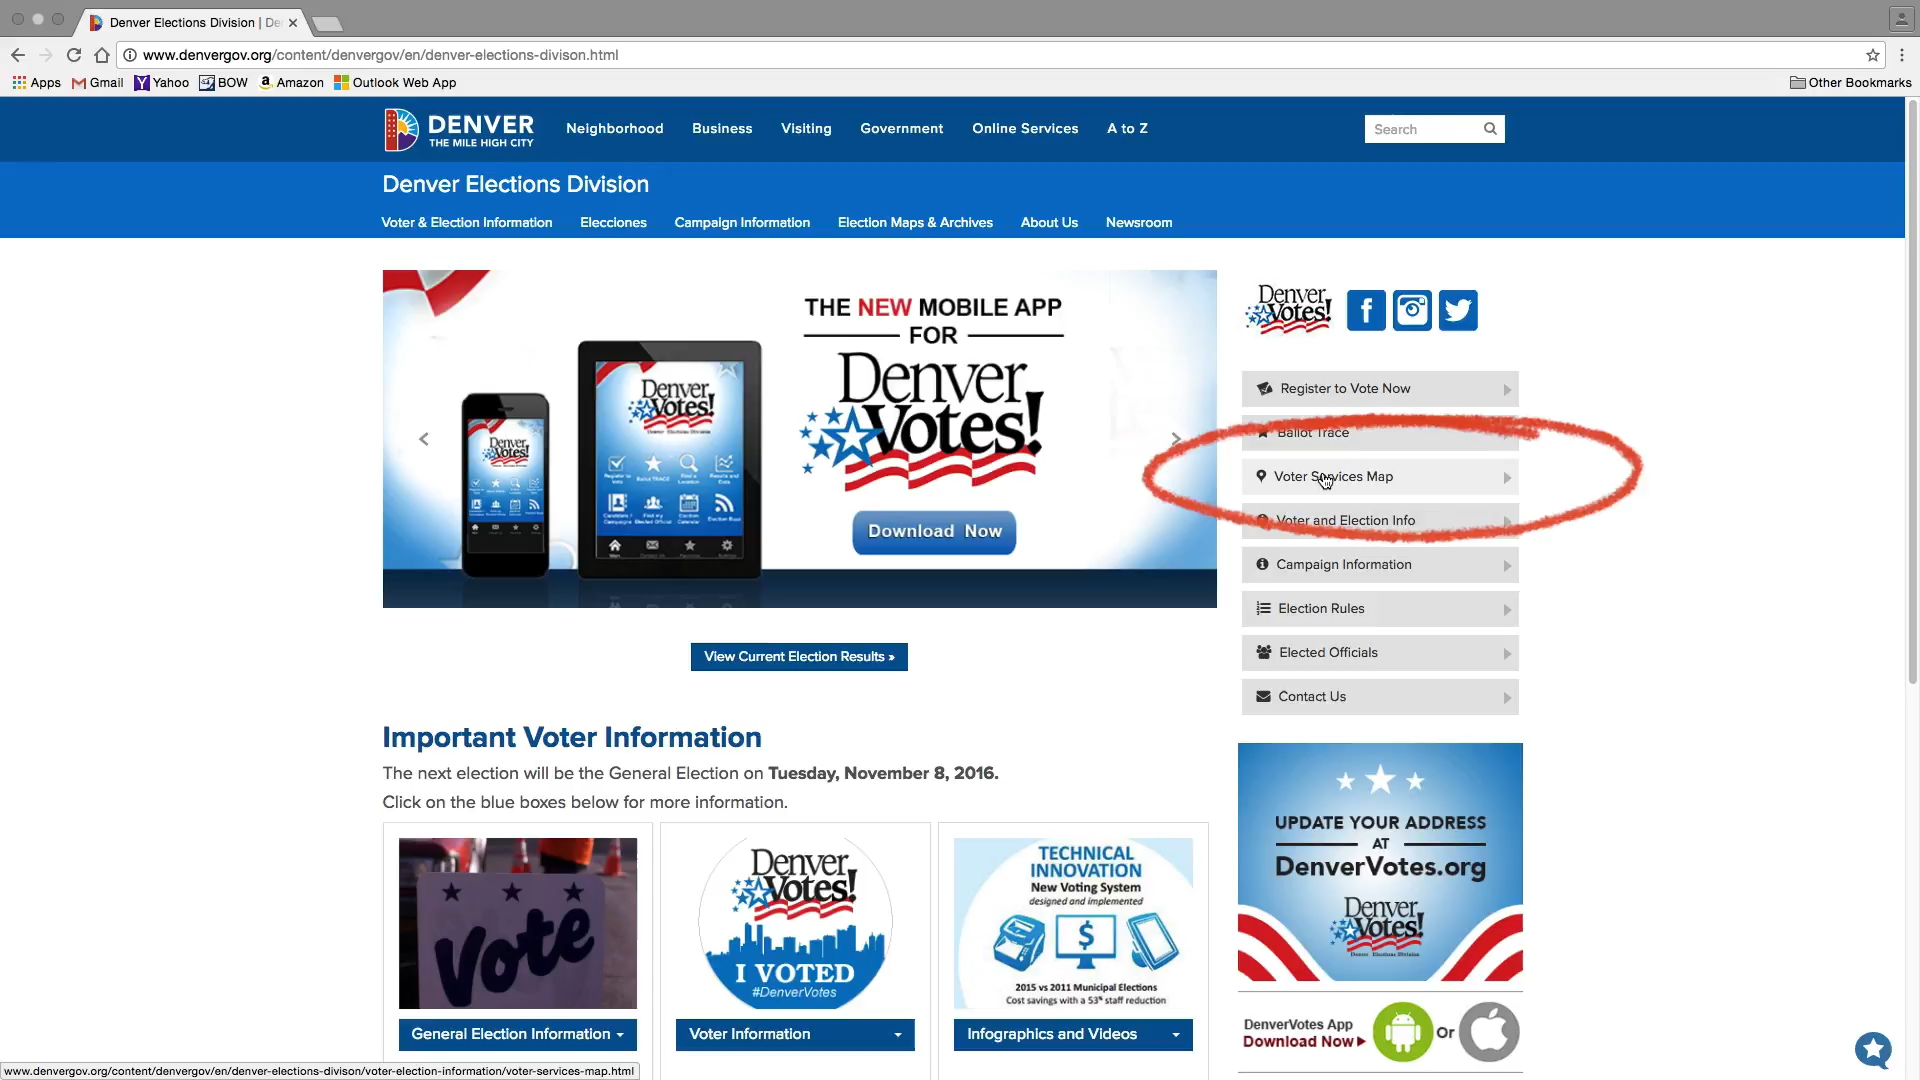 Denver Elections Division | De
www.denvergov.org/content/denvergov/en/denver-elections-divison.html
Apps Gmail Yahoo BOW Amazon Outlook Web App Other Bookmarks
DENVER
THE MILE HIGH CITY
Neighborhood Business Visiting Government Online Services A to Z
Search
Denver Elections Division
Voter & Election Information Elecciones Campaign Information Election Maps & Archives About Us Newsroom
THE NEW MOBILE APP
FOR
Denver
Votes!
Download Now
Denver
Votes!
Denver Elections Division
Denver
Votes!
Denver
Votes!
Register to Vote Now
Ballot Trace
Voter Services Map
Voter and Election Info
Campaign Information
Election Rules
Elected Officials
Contact Us
View Current Election Results »
Important Voter Information
The next election will be the General Election on Tuesday, November 8, 2016.
Click on the blue boxes below for more information.
Vote
General Election Information
Denver
Votes!
I VOTED
#DenverVotes
Voter Information
TECHNICAL
INNOVATION
New Voting System
designed and implemented
$
2015 vs 2011 Municipal Elections
Cost savings with a 53% staff reduction
Infographics and Videos
UPDATE YOUR ADDRESS
AT
DenverVotes.org
Denver
Votes!
Denver Elections Division
DenverVotes App
Download Now
Or
www.denvergov.org/content/denvergov/en/denver-elections-divison/voter-election-information/voter-services-map.html